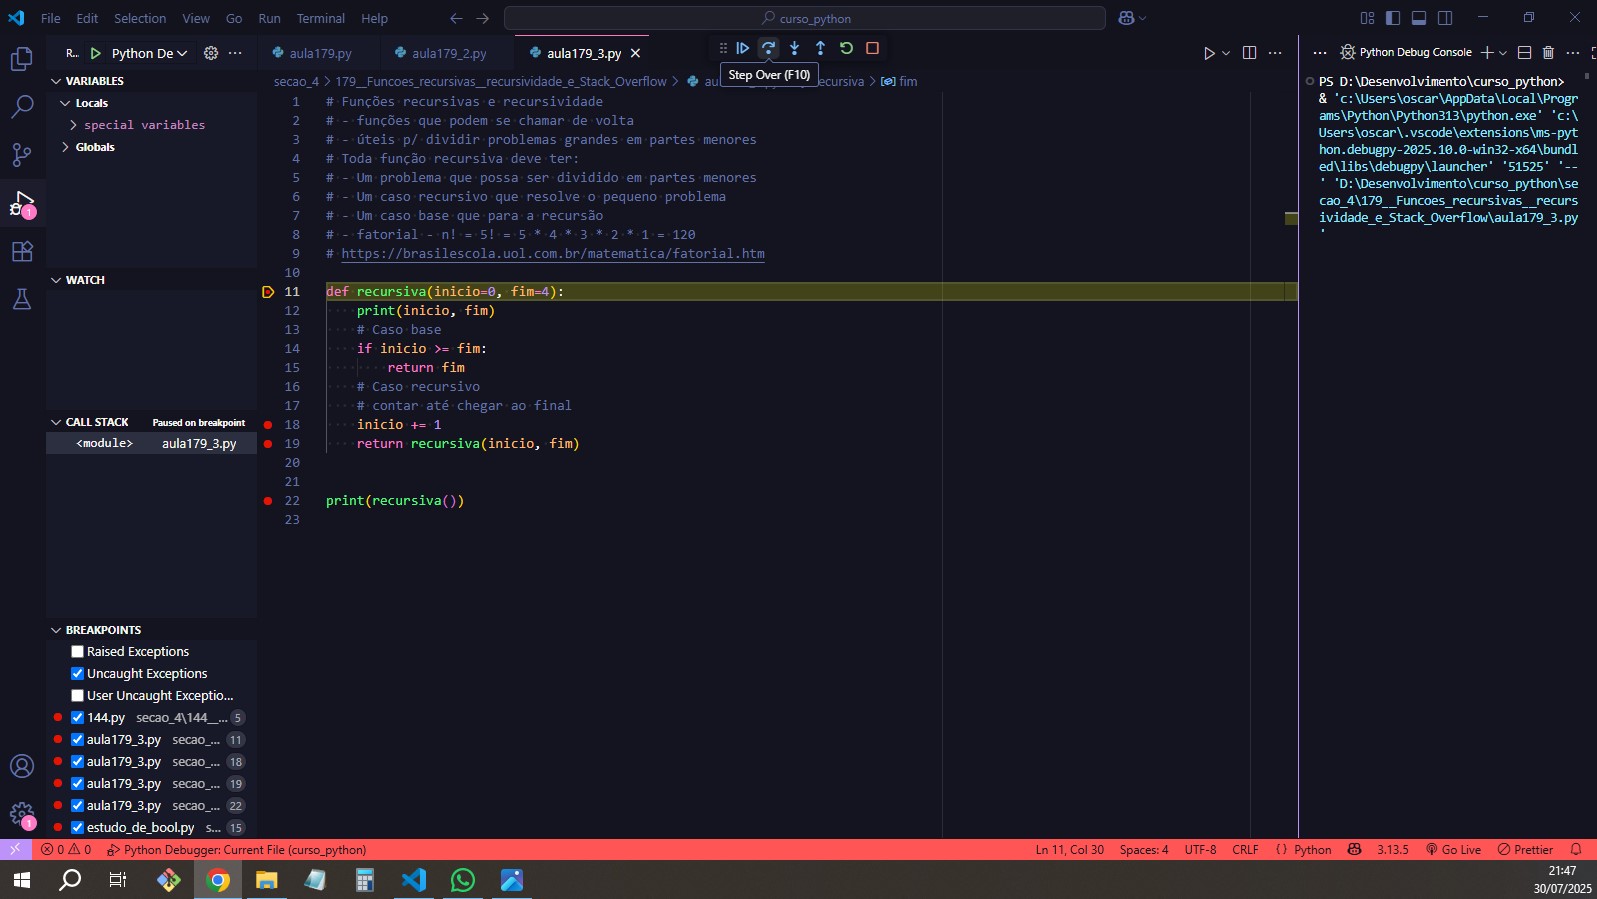 File Edit Selection View Go Run Terminal Help
curso_python
R... Python De
aula179.py
aula179_2.py
aula179_3.py
Step Over (F10)
Python Debug Console
VARIABLES
Locals
special variables
Globals
WATCH
CALL STACK Paused on breakpoint
<module> aula179_3.py
BREAKPOINTS
Raised Exceptions
Uncaught Exceptions
User Uncaught Exceptio...
144.py secao_4\144__... 5
aula179_3.py secao_... 11
aula179_3.py secao_... 18
aula179_3.py secao_... 19
aula179_3.py secao_... 22
estudo_de_bool.py s... 15
secao_4 > 179__Funcoes_recursivas__recursividade_e_Stack_Overflow > ecursiva > fim
1 # Funções recursivas e recursividade
2 # - funções que podem se chamar de volta
3 # - úteis p/ dividir problemas grandes em partes menores
4 # Toda função recursiva deve ter:
5 # - Um problema que possa ser dividido em partes menores
6 # - Um caso recursivo que resolve o pequeno problema
7 # - Um caso base que para a recursão
8 # - fatorial - n! = 5! = 5 * 4 * 3 * 2 * 1 = 120
9 # https://brasilescola.uol.com.br/matematica/fatorial.htm
10
11 def recursiva(inicio=0, fim=4):
12 print(inicio, fim)
13 # Caso base
14 if inicio >= fim:
15 return fim
16 # Caso recursivo
17 # contar até chegar ao final
18 inicio += 1
19 return recursiva(inicio, fim)
20
21
22 print(recursiva())
23
PS D:\Desenvolvimento\curso_python>
& 'c:\Users\oscar\AppData\Local\Progr
ams\Python\Python313\python.exe' 'c:\
Users\oscar\.vscode\extensions\ms-pyt
hon.debugpy-2025.10.0-win32-x64\bundl
ed\libs\debugpy\launcher' '51525' '--
' 'D:\Desenvolvimento\curso_python\se
cao_4\179__Funcoes_recursivas__recurs
ividade_e_Stack_Overflow\aula179_3.py
'
0 0 Python Debugger: Current File (curso_python)
Ln 11, Col 30 Spaces: 4 UTF-8 CRLF {} Python 3.13.5 Go Live Prettier
21:47
30/07/2025